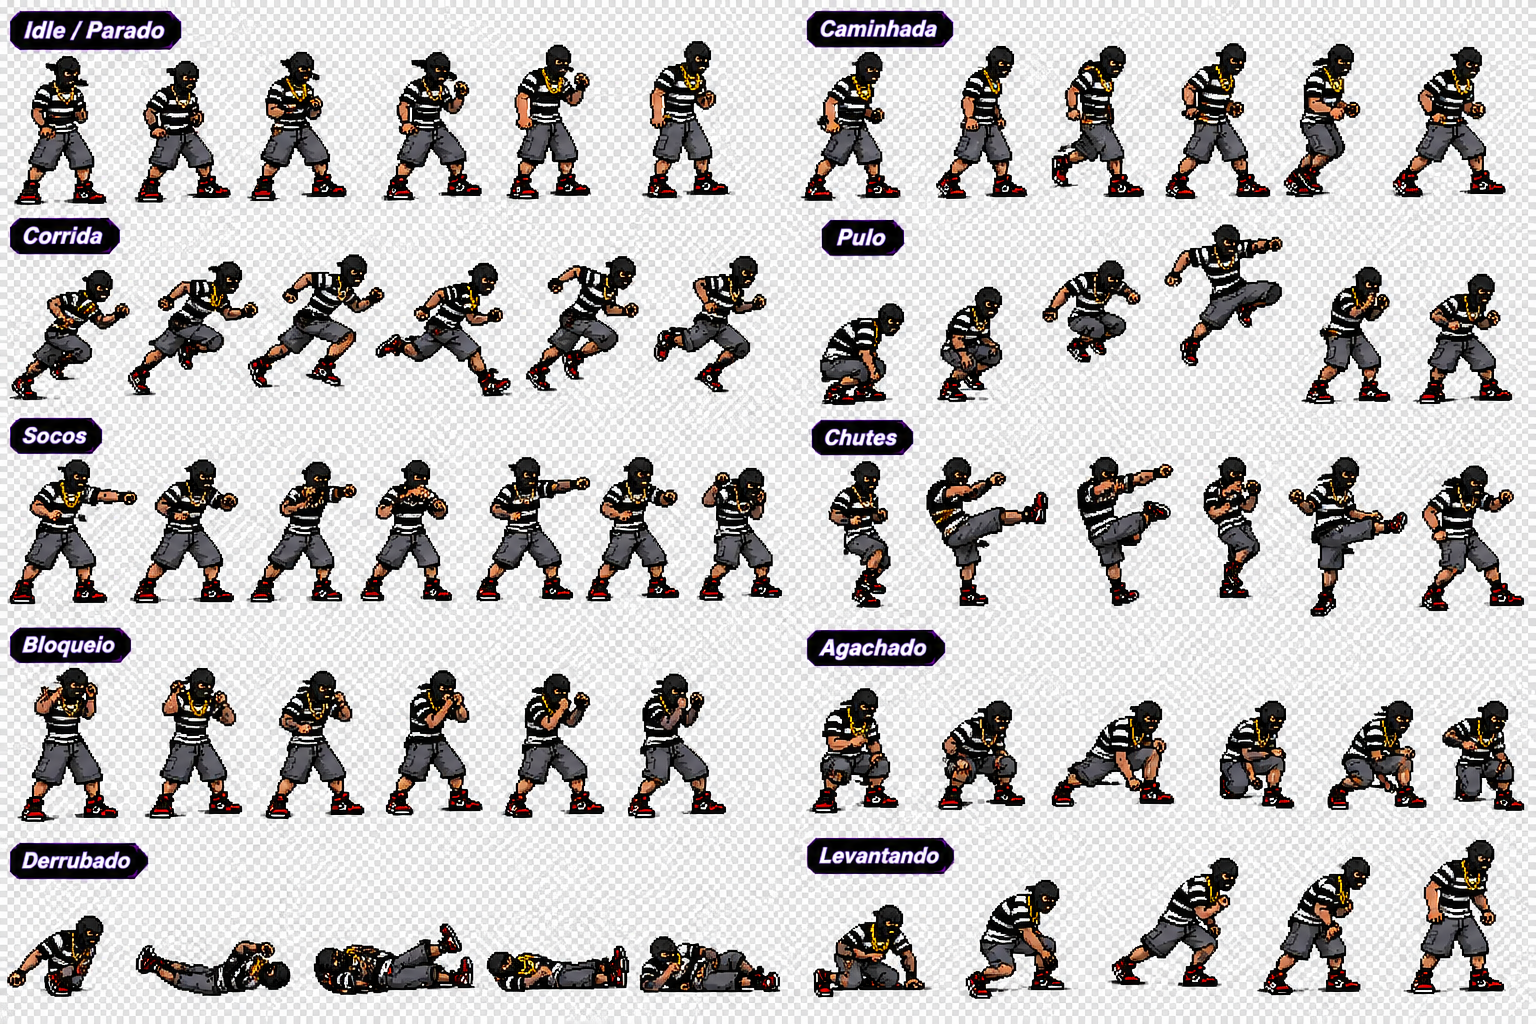 Idle / Parado
Caminhada
Corrida
Pulo
Socos
Chutes
Bloqueio
Agachado
Derrubado
Levantando